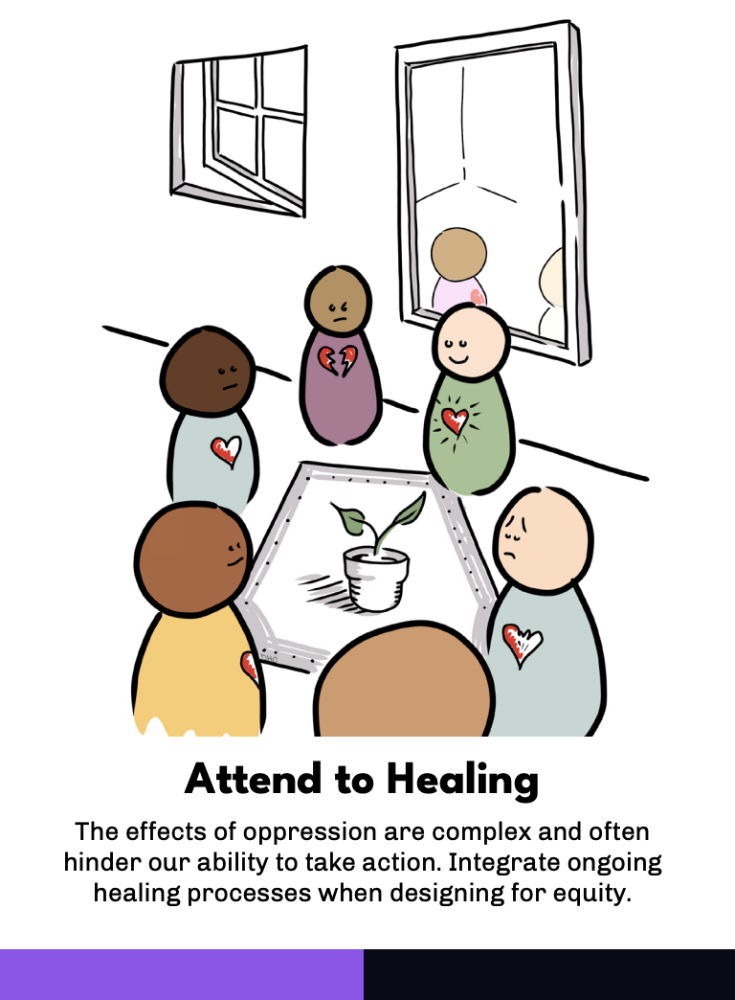 DHC
Attend to Healing
The effects of oppression are complex and often
hinder our ability to take action. Integrate ongoing
healing processes when designing for equity.